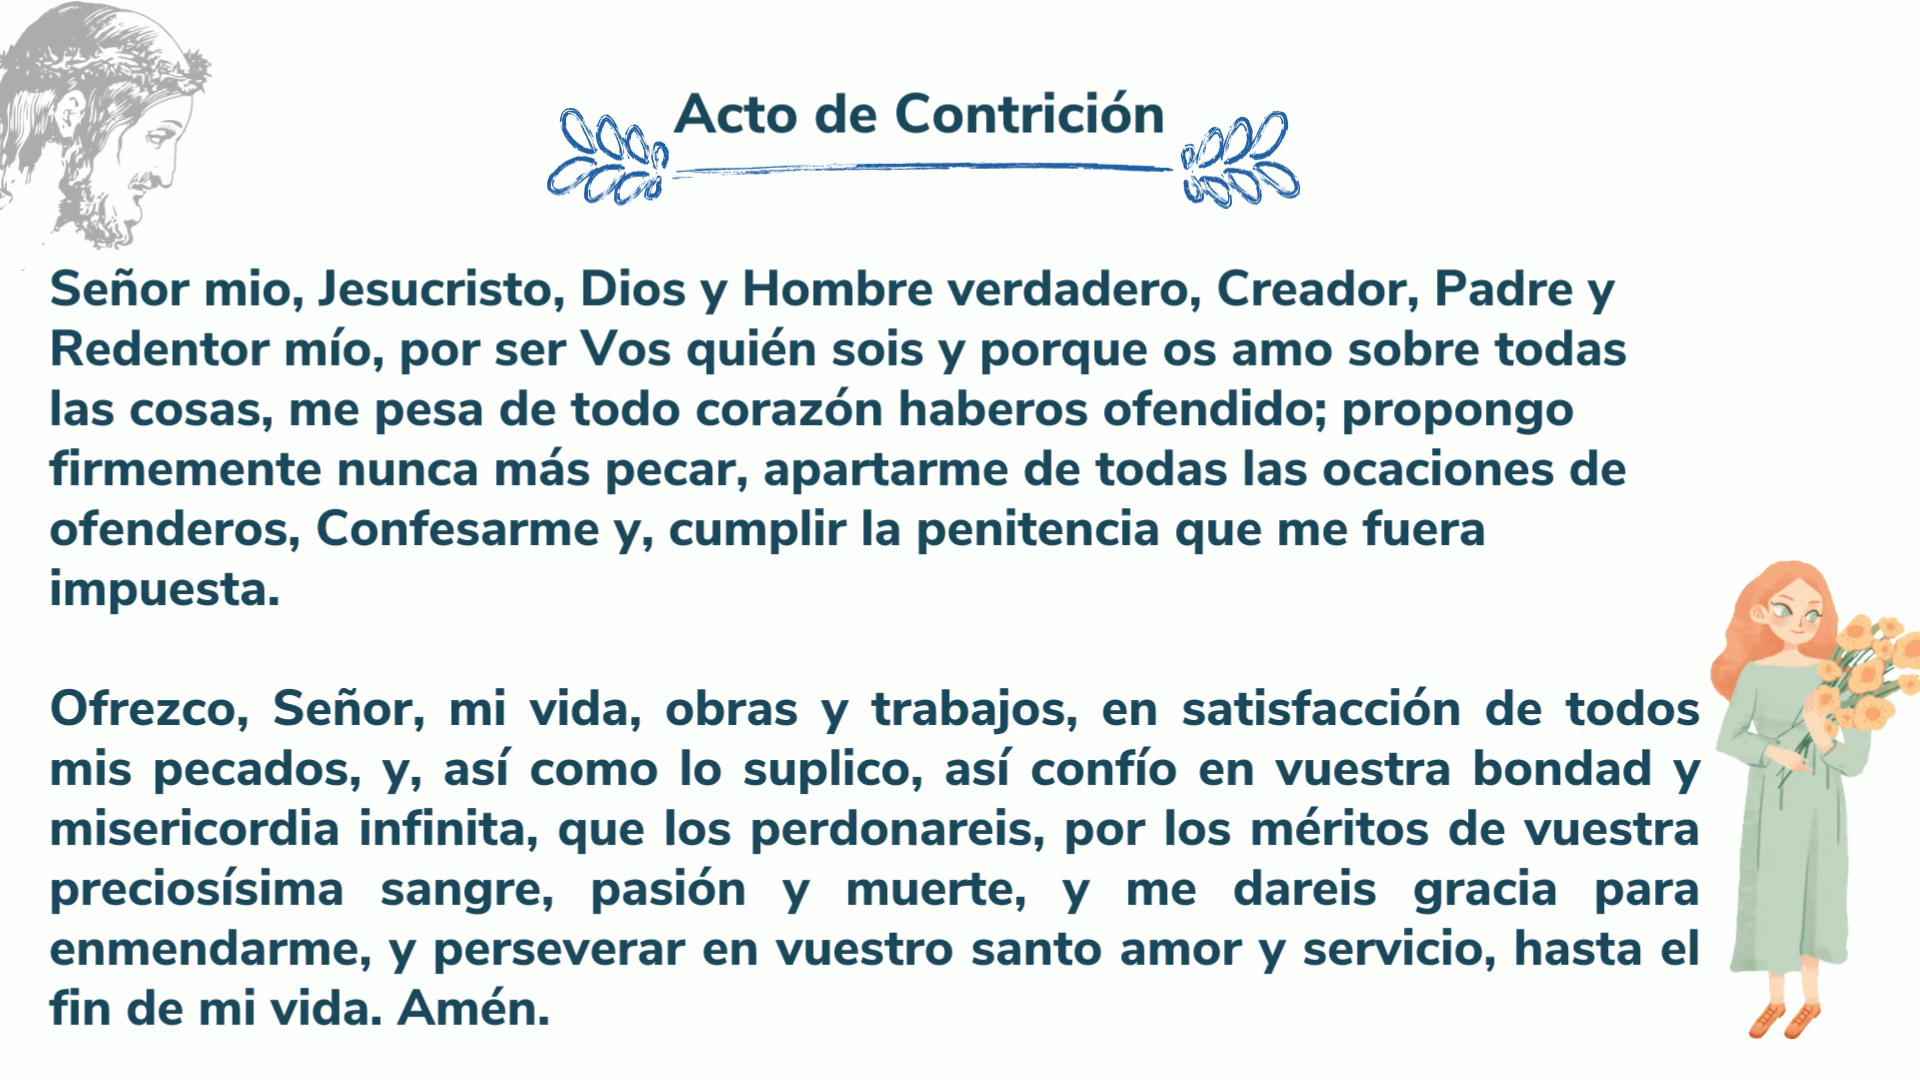 Acto de Contrición
Señor mio, Jesucristo, Dios y Hombre verdadero, Creador, Padre y
Redentor mío, por ser Vos quién sois y porque os amo sobre todas
las cosas, me pesa de todo corazón haberos ofendido; propongo
firmemente nunca más pecar, apartarme de todas las ocaciones de
ofenderos, Confesarme y, cumplir la penitencia que me fuera
impuesta.
Ofrezco, Señor, mi vida, obras y trabajos, en satisfacción de todos
mis pecados, y, así como lo suplico, así confío en vuestra bondad y
misericordia infinita, que los perdonareis, por los méritos de vuestra
preciosísima sangre, pasión y muerte, y me dareis gracia para
enmendarme, y perseverar en vuestro santo amor y servicio, hasta el
fin de mi vida. Amén.